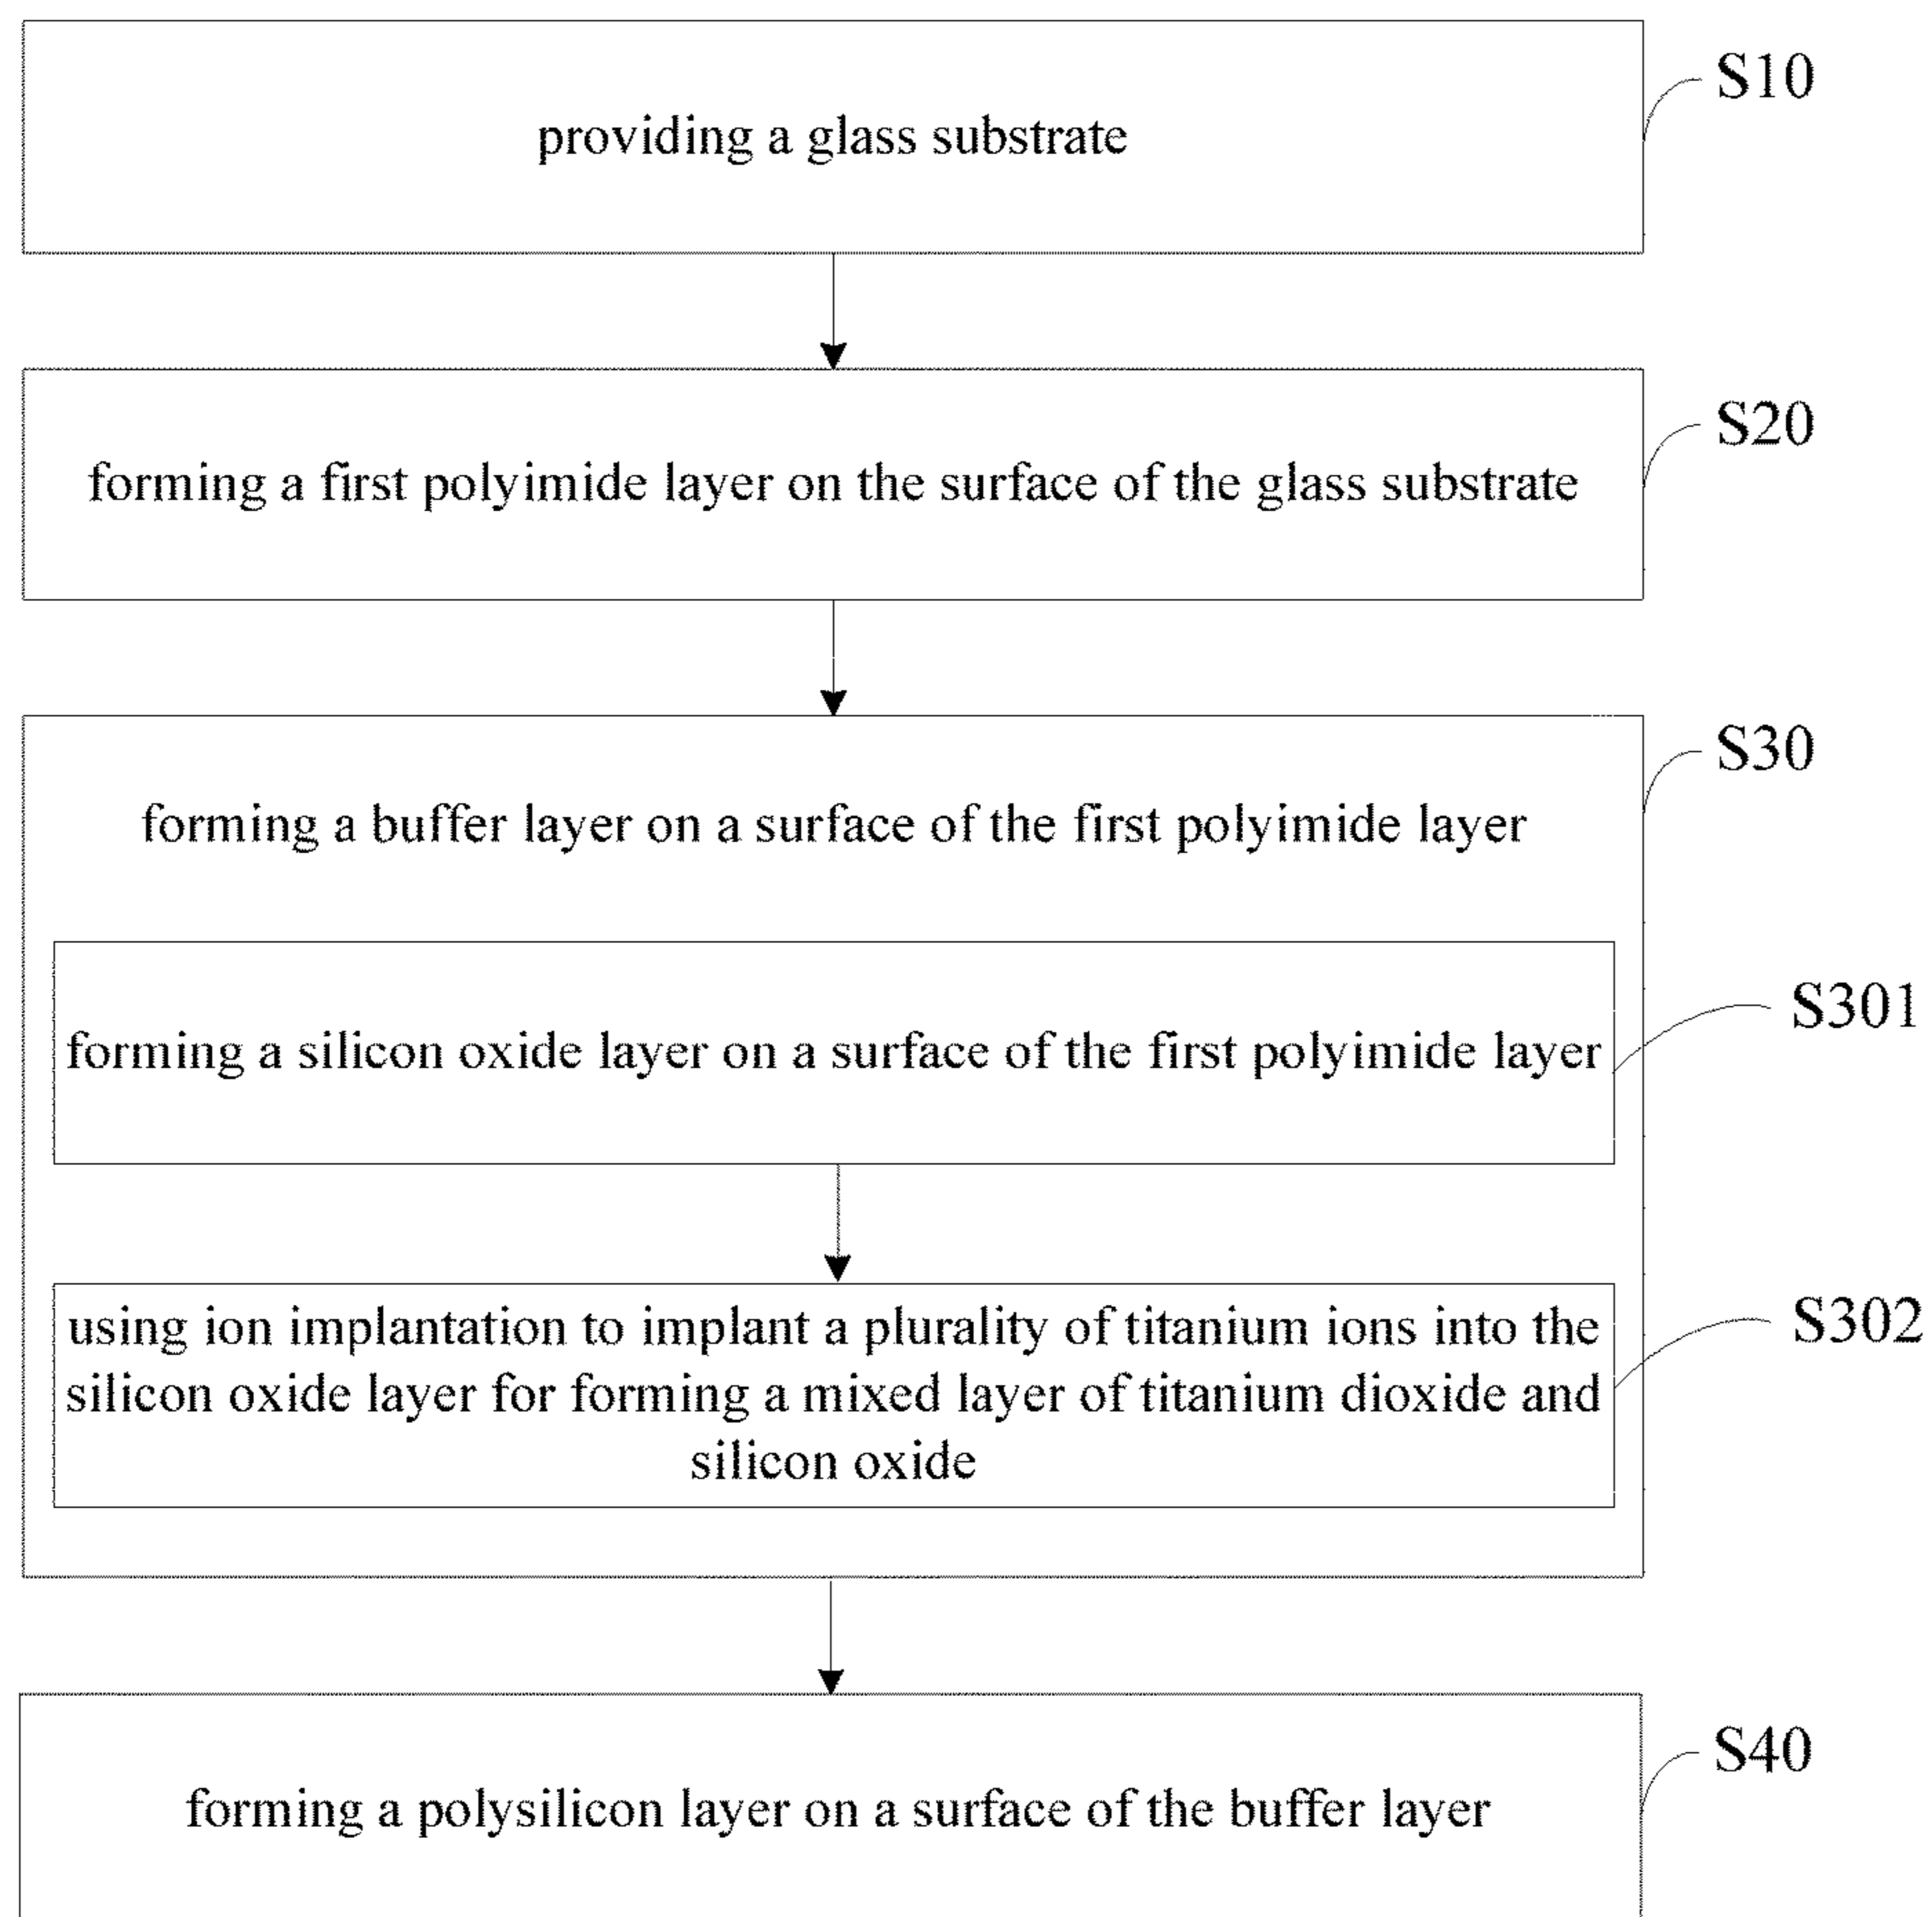 S10
providing a glass substrate
S20
forming a first polyimide layer on the surface of the glass substrate
S30
forming a buffer layer on a surface of the first polyimide layer
S301
forming a silicon oxide layer on a surface of the first polyimide layer
S302
using ion implantation to implant a plurality of titanium ions into the
silicon oxide layer for forming a mixed layer of titanium dioxide and
silicon oxide
S40
forming a polysilicon layer on a surface of the buffer layer